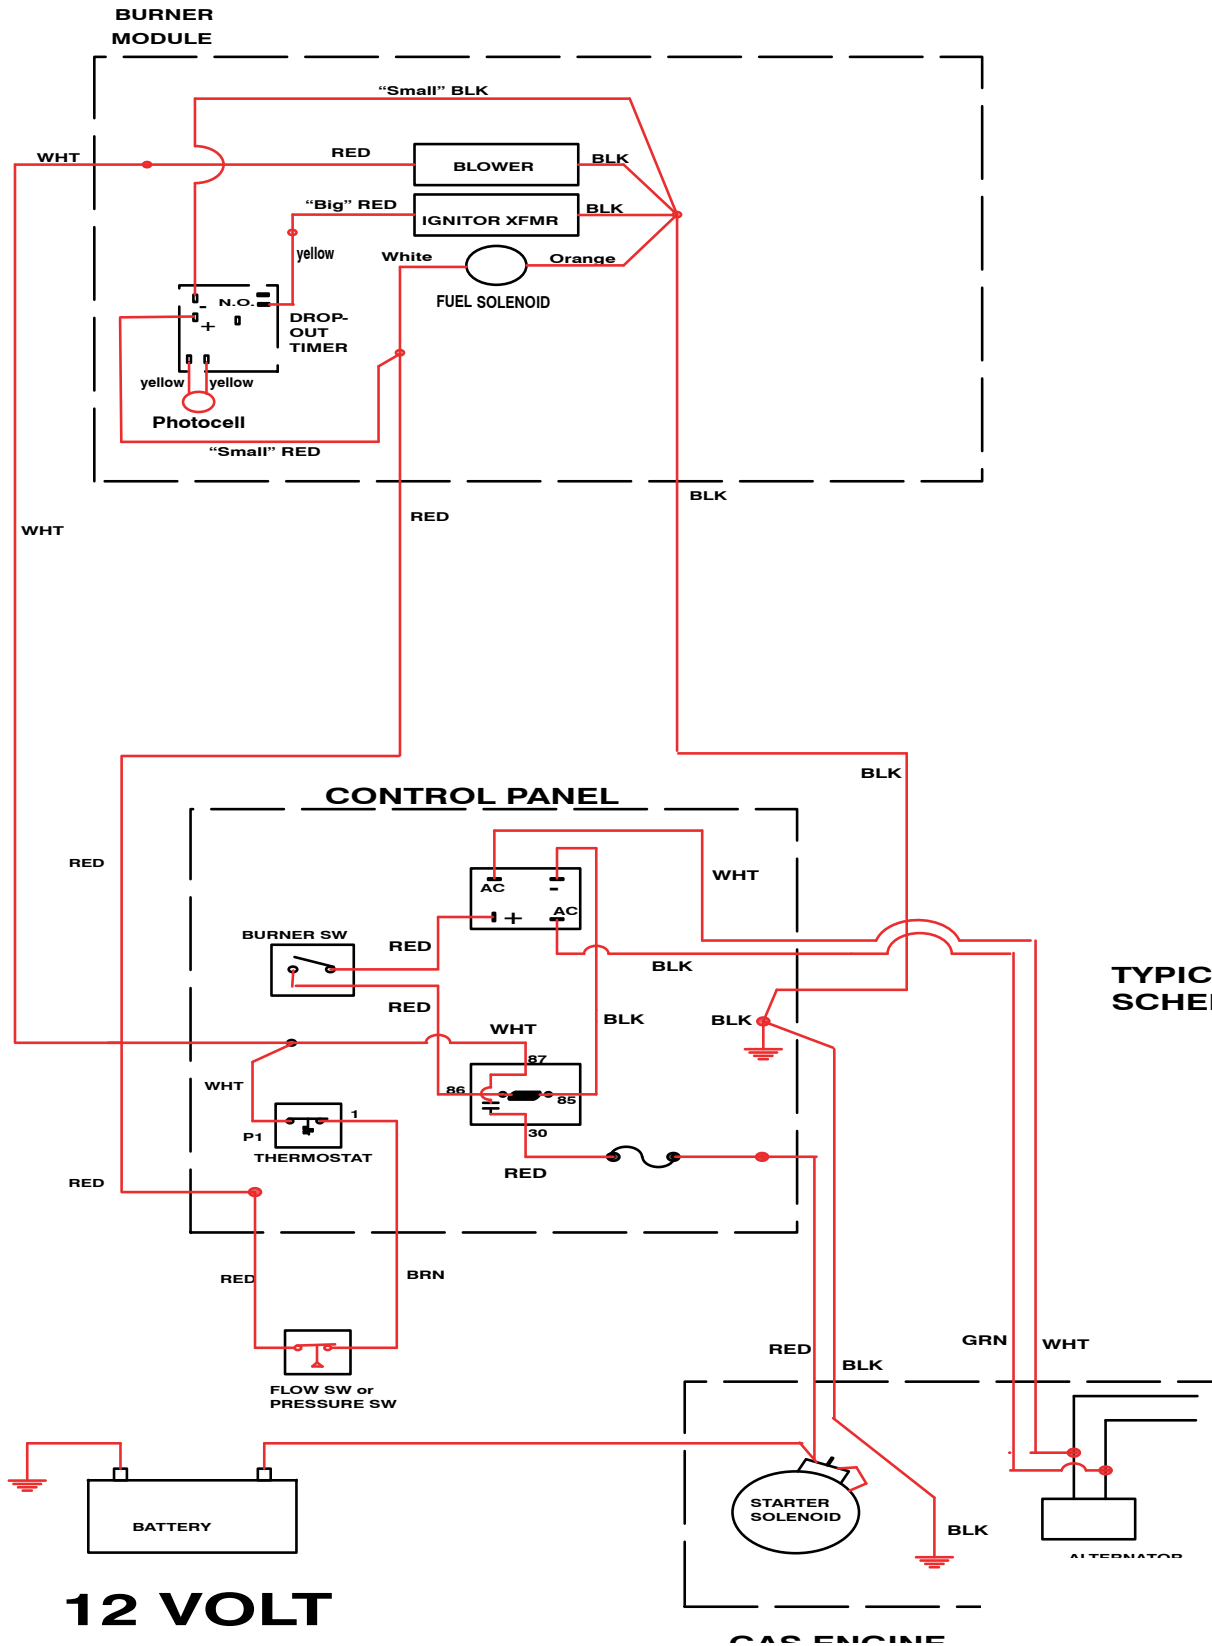 BURNER
MODULE
“Small” BLK
WHT
RED
BLOWER
BLK
“Big” RED
IGNITOR XFMR
BLK
yellow
White
Orange
FUEL SOLENOID
N.O.
-
+
DROP-
OUT
TIMER
yellow
yellow
Photocell
“Small” RED
BLK
RED
WHT
BLK
CONTROL PANEL
RED
WHT
AC
-
AC
+
BURNER SW
RED
BLK
TYPIC
SCHE
RED
BLK
BLK
WHT
87
WHT
86
85
1
P1
30
THERMOSTAT
RED
RED
RED
BRN
GRN
WHT
RED
BLK
FLOW SW or
PRESSURE SW
STARTER
SOLENOID
BATTERY
BLK
ALTERNATOR
12 VOLT
GAS ENGINE